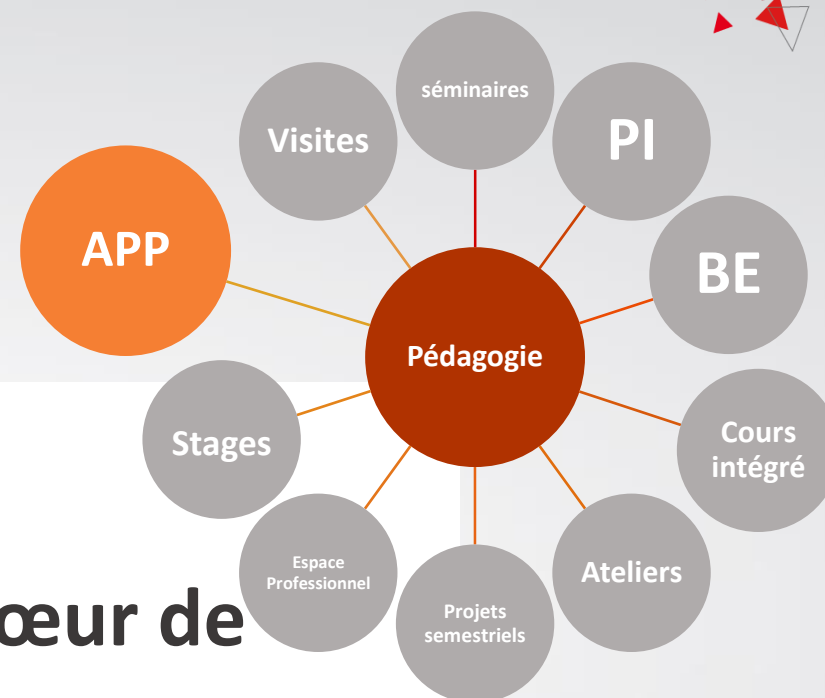 séminaires
Visites
PI
APP
BE
Pédagogie
Cours
intégré
Stages
Espace
Professionnel
Ateliers
Projets
semestriels
œur de